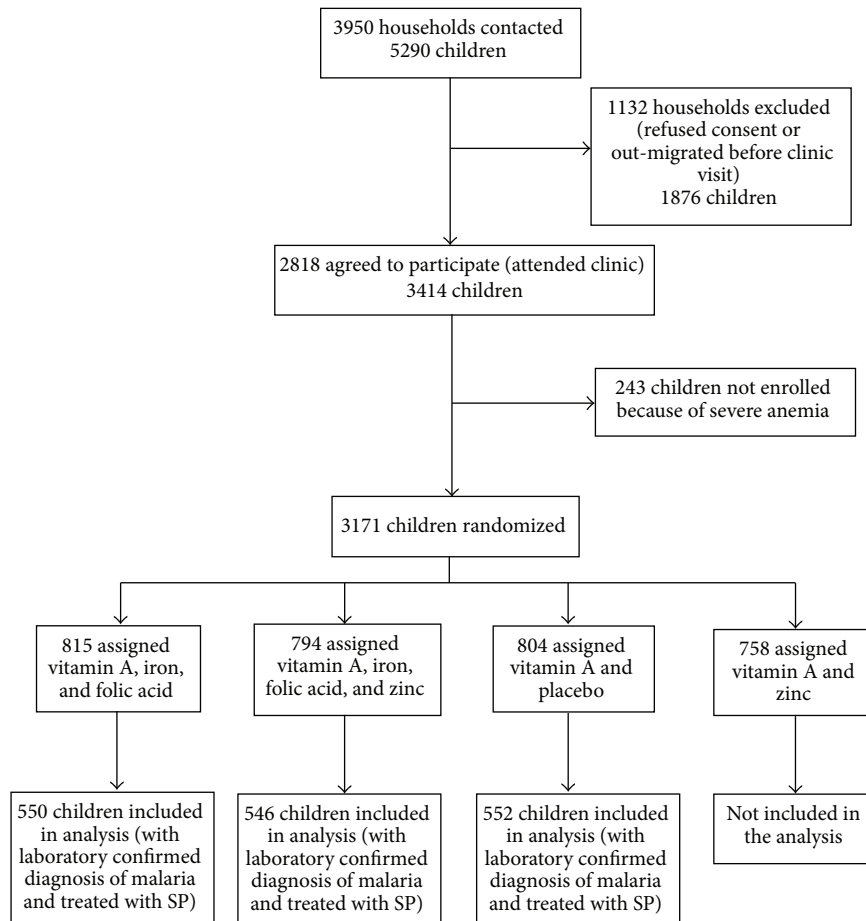 3950 households contacted
5290 children
1132 households excluded
(refused consent or
out-migrated before clinic
visit)
1876 children
2818 agreed to participate (attended clinic)
3414 children
243 children not enrolled
because of severe anemia
3171 children randomized
815 assigned
vitamin A, iron,
and folic acid
794 assigned
vitamin A, iron,
folic acid, and zinc
804 assigned
vitamin A and
placebo
758 assigned
vitamin A and
zinc
550 children included
in analysis (with
laboratory confirmed
diagnosis of malaria
and treated with SP)
546 children included
in analysis (with
laboratory confirmed
diagnosis of malaria
and treated with SP)
552 children included
in analysis (with
laboratory confirmed
diagnosis of malaria
and treated with SP)
Not included in
the analysis